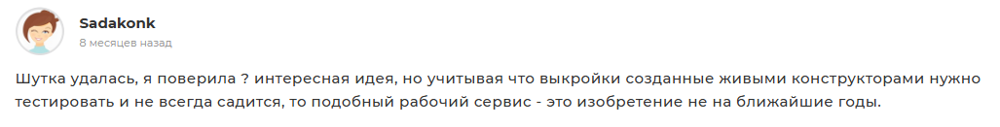 Sadakonk
8 месяцев назад
Шутка удалась, я поверила ? интересная идея, но учитывая что выкройки созданные живыми конструкторами нужно
тестировать и не всегда садится, то подобный рабочий сервис - это изобретение не на ближайшие годы.